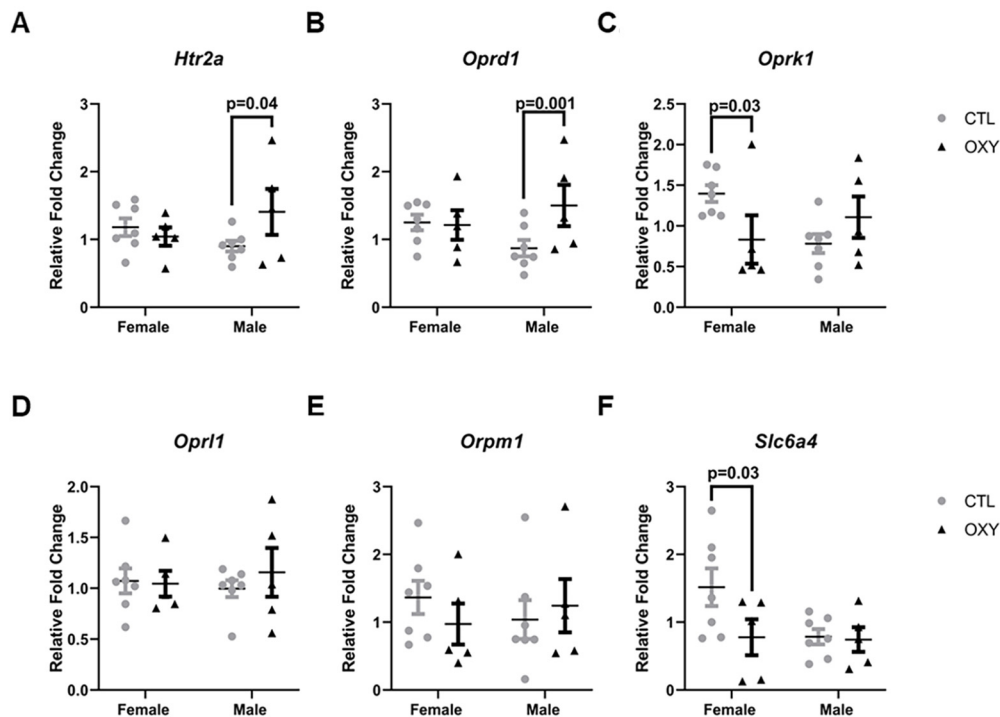 A
B
C
Htr2a
Oprd1
Oprk1
Relative Fold Change
3
2
1
0
p=0.04
Female
Male
Relative Fold Change
3
2
1
0
p=0.001
Female
Male
Relative Fold Change
2.5
2.0
1.5
1.0
0.5
0.0
p=0.03
Female
Male
CTL
OXY
D
E
F
Oprl1
Orpm1
Slc6a4
Relative Fold Change
2.0
1.5
1.0
0.5
0.0
Female
Male
Relative Fold Change
3
2
1
0
Female
Male
Relative Fold Change
3
2
1
0
p=0.03
Female
Male
CTL
OXY